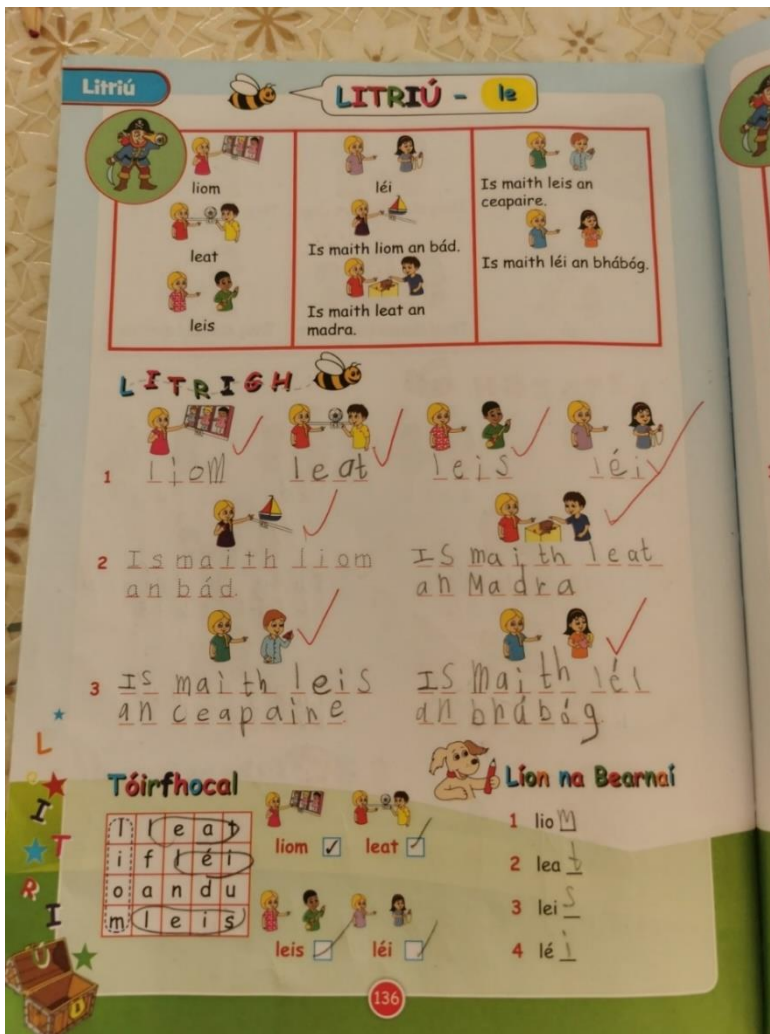 Litriú
LITRIÚ - le
liom
leat
leis
léi
Is maith liom an bád.
Is maith leat an
madra.
Is maith leis an
ceapaire.
Is maith léi an bhábóg.
LITRIGH
1 liom leat leis léi
2 Is maith liom
an bád.
Is maith leat
an Madra
3 Is maith leis
an ceapaire
Is Maith léi
an bhábóg.
LITRIÚ
Tóirfhocal
l l e a t
i f l é i
o a n d u
m l e i s
liom leat
leis léi
Líon na Bearnaí
1 liom
2 leat
3 leis
4 léi
136